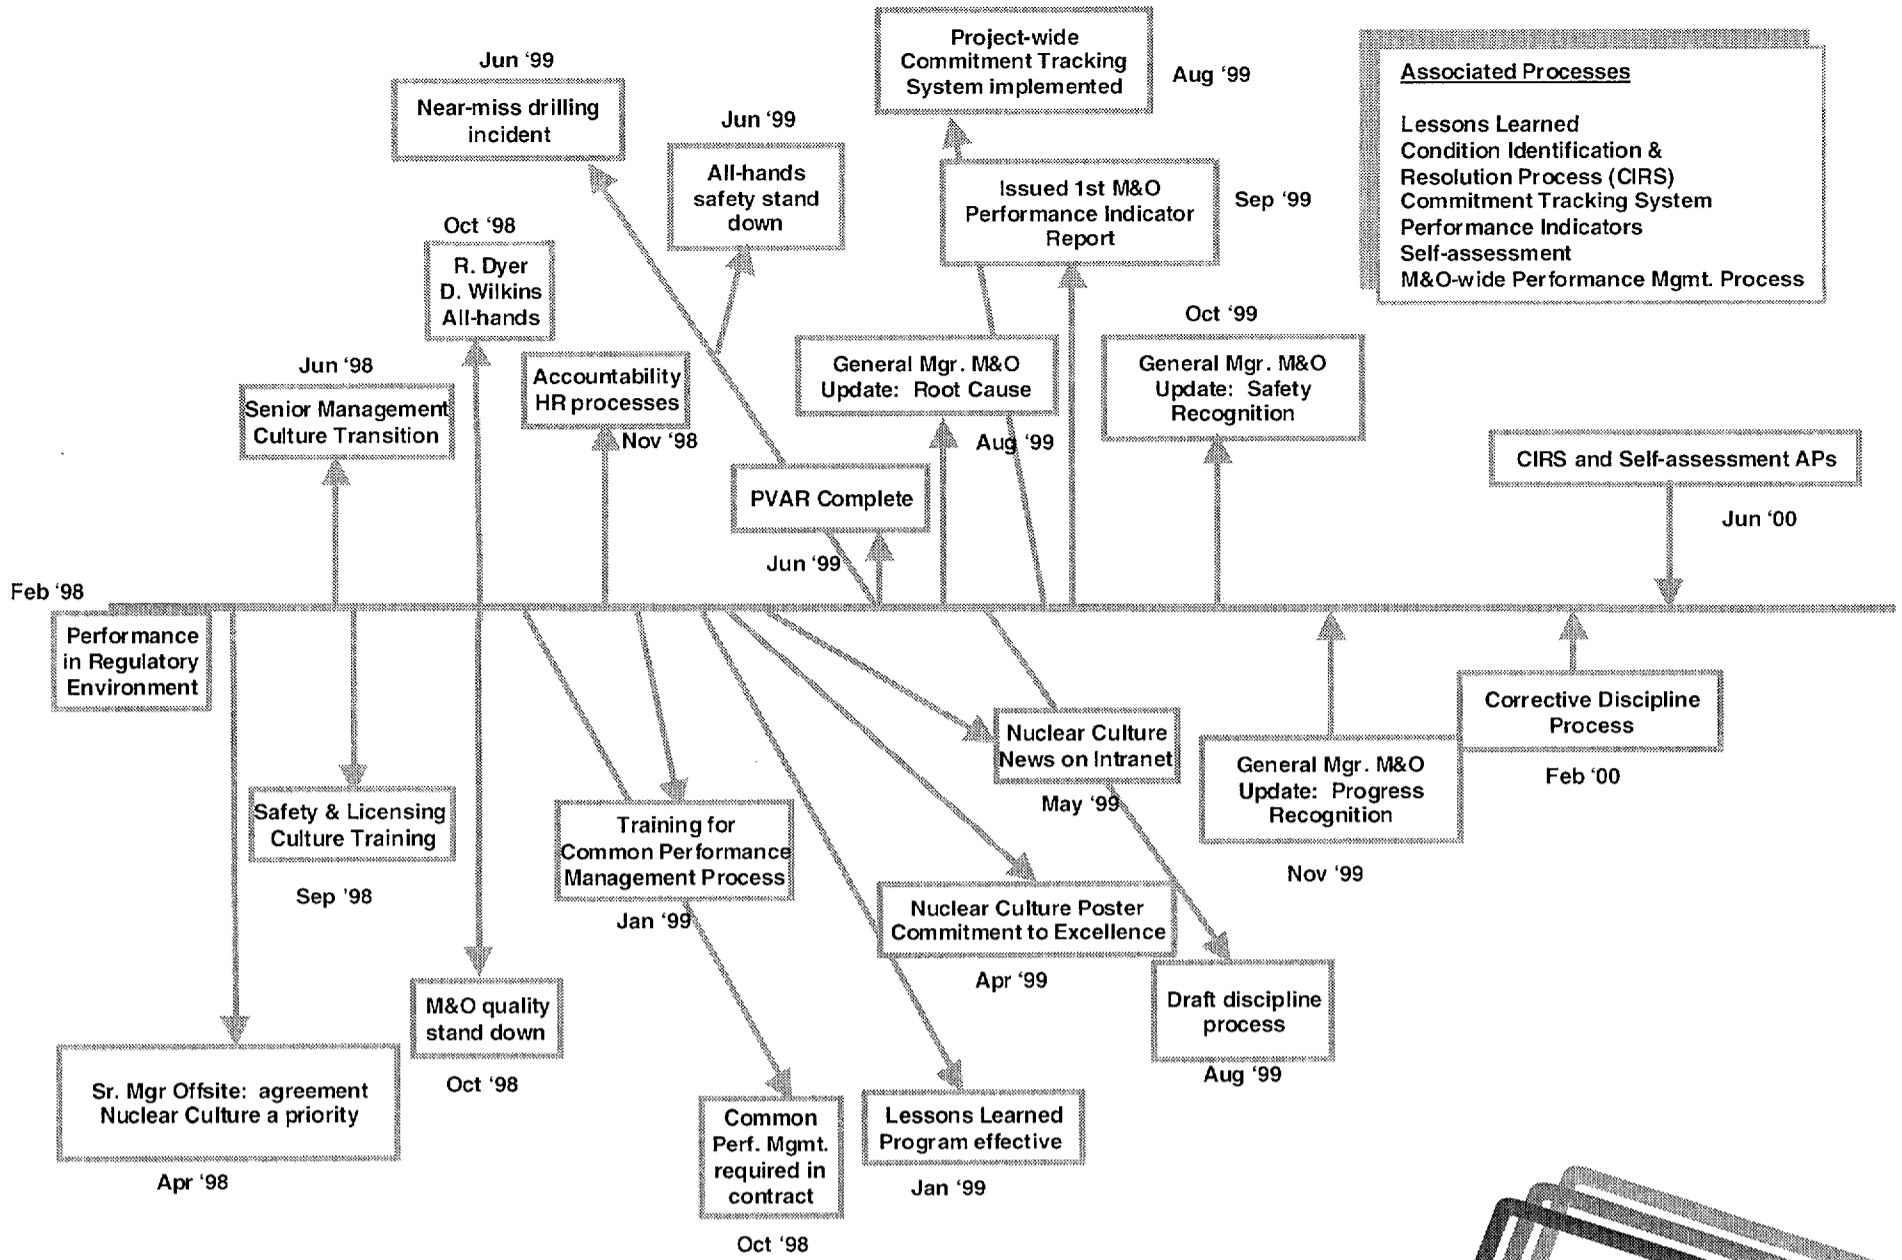 Project-wide
Commitment Tracking
System implemented
Aug ‘99
Jun ‘99
Near-miss drilling
incident
Jun ‘99
All-hands
safety stand
down
Issued 1st M&O
Performance Indicator
Report
Sep ‘99
Associated Processes
Lessons Learned
Condition Identification &
Resolution Process (CIRS)
Commitment Tracking System
Performance Indicators
Self-assessment
M&O-wide Performance Mgmt. Process
Oct ‘98
R. Dyer
D. Wilkins
All-hands
Jun ‘98
Senior Management
Culture Transition
Accountability
HR processes
Nov ‘98
General Mgr. M&O
Update: Root Cause
Aug ‘99
Oct ‘99
General Mgr. M&O
Update: Safety
Recognition
PVAR Complete
Jun ‘99
CIRS and Self-assessment APs
Jun ‘00
Feb ‘98
Performance
in Regulatory
Environment
Safety & Licensing
Culture Training
Sep ‘98
Training for
Common Performance
Management Process
Jan ‘99
Nuclear Culture
News on Intranet
May ‘99
General Mgr. M&O
Update: Progress
Recognition
Nov ‘99
Corrective Discipline
Process
Feb ‘00
Nuclear Culture Poster
Commitment to Excellence
Apr ‘99
M&O quality
stand down
Oct ‘98
Draft discipline
process
Aug ‘99
Sr. Mgr Offsite: agreement
Nuclear Culture a priority
Apr ‘98
Common
Perf. Mgmt.
required in
contract
Oct ‘98
Lessons Learned
Program effective
Jan ‘99